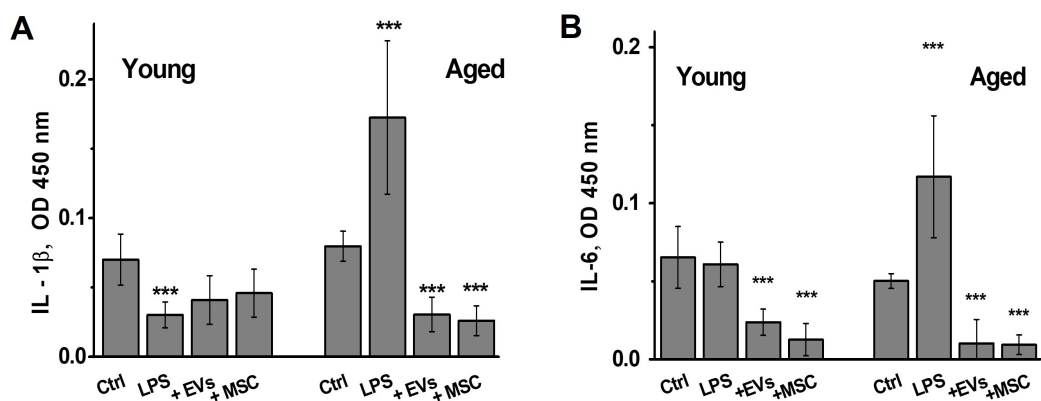 A
B
***
0.2
Young
Aged
0.1
0.0
IL - 1β, OD 450 nm
***
***
***
Ctrl LPS + EVs + MSC
Ctrl LPS + EVs + MSC
0.2
***
Young
Aged
0.1
0.0
IL-6, OD 450 nm
***
***
***
***
Ctrl LPS +EVs +MSC
Ctrl LPS +EVs +MSC